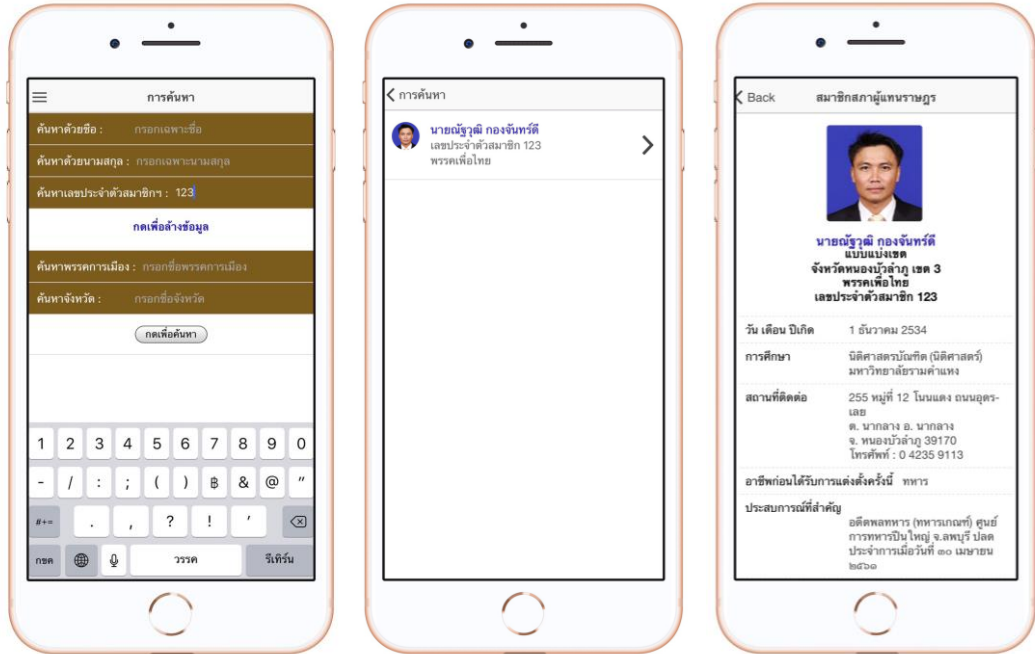 การค้นหา
ค้นหาด้วยชื่อ : กรอกเฉพาะชื่อ
ค้นหาด้วยนามสกุล : กรอกเฉพาะนามสกุล
ค้นหาเลขประจำตัวสมาชิกฯ : 123
กดเพื่อล้างข้อมูล
ค้นหาพรรคการเมือง : กรอกชื่อพรรคการเมือง
ค้นหาจังหวัด : กรอกชื่อจังหวัด
กดเพื่อค้นหา
1 2 3 4 5 6 7 8 9 0
- / : ; ( ) ฿ & @ "
#+= . , ? ! '
กขค วรรค รีเทิร์น
การค้นหา
นายณัฐวุฒิ กองจันทร์ดี
เลขประจำตัวสมาชิก 123
พรรคเพื่อไทย
Back สมาชิกสภาผู้แทนราษฎร
นายณัฐวุฒิ กองจันทร์ดี
แบบแบ่งเขต
จังหวัดหนองบัวลำภู เขต 3
พรรคเพื่อไทย
เลขประจำตัวสมาชิก 123
วัน เดือน ปีเกิด 1 ธันวาคม 2534
การศึกษา นิติศาสตรบัณฑิต (นิติศาสตร์)
มหาวิทยาลัยรามคำแหง
สถานที่ติดต่อ 255 หมู่ที่ 12 โนนแดง ถนนอุดร-
เลย
ต. นากลาง อ. นากลาง
จ. หนองบัวลำภู 39170
โทรศัพท์ : 0 4235 9113
อาชีพก่อนได้รับการแต่งตั้งครั้งนี้ ทหาร
ประสบการณ์ที่สำคัญ
อดีตพลทหาร (ทหารเกณฑ์) ศูนย์
การทหารปืนใหญ่ จ.ลพบุรี ปลด
ประจำการเมื่อวันที่ ๓๐ เมษายน
๒๕๖๑